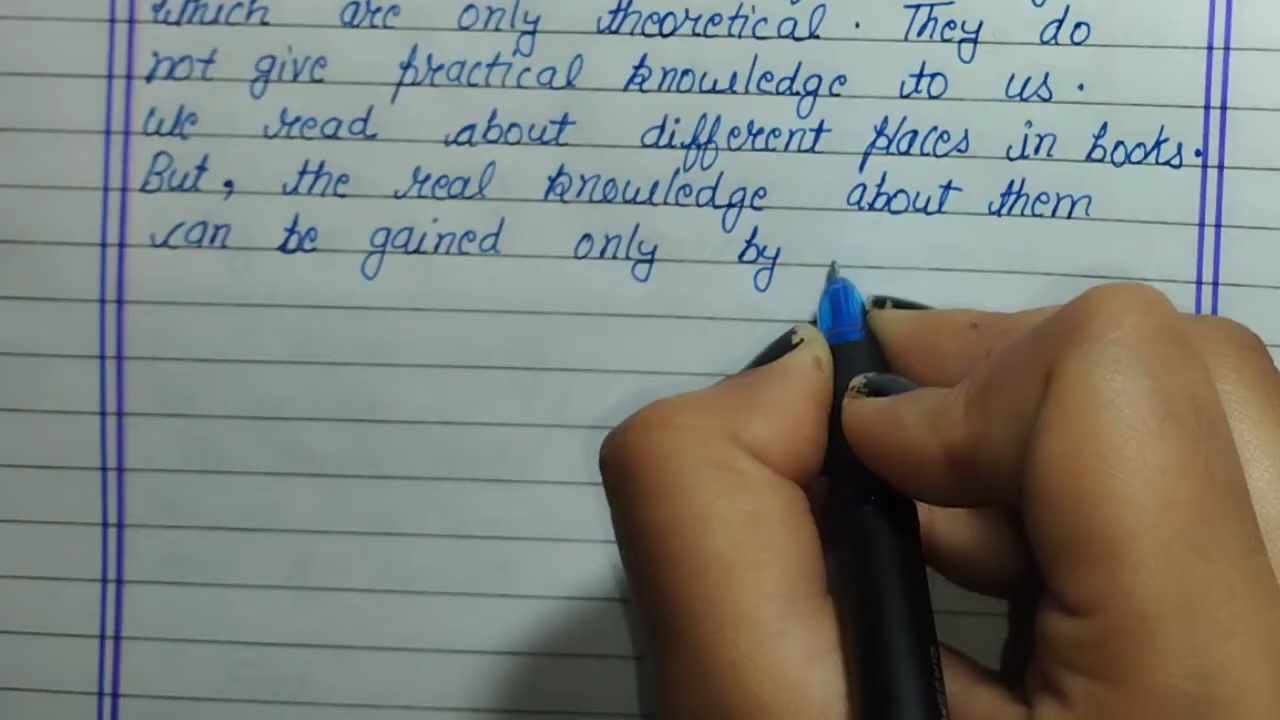 which are only theoretical. They do
not give practical knowledge to us.
We read about different places in books.
But, the real knowledge about them
can be gained only by